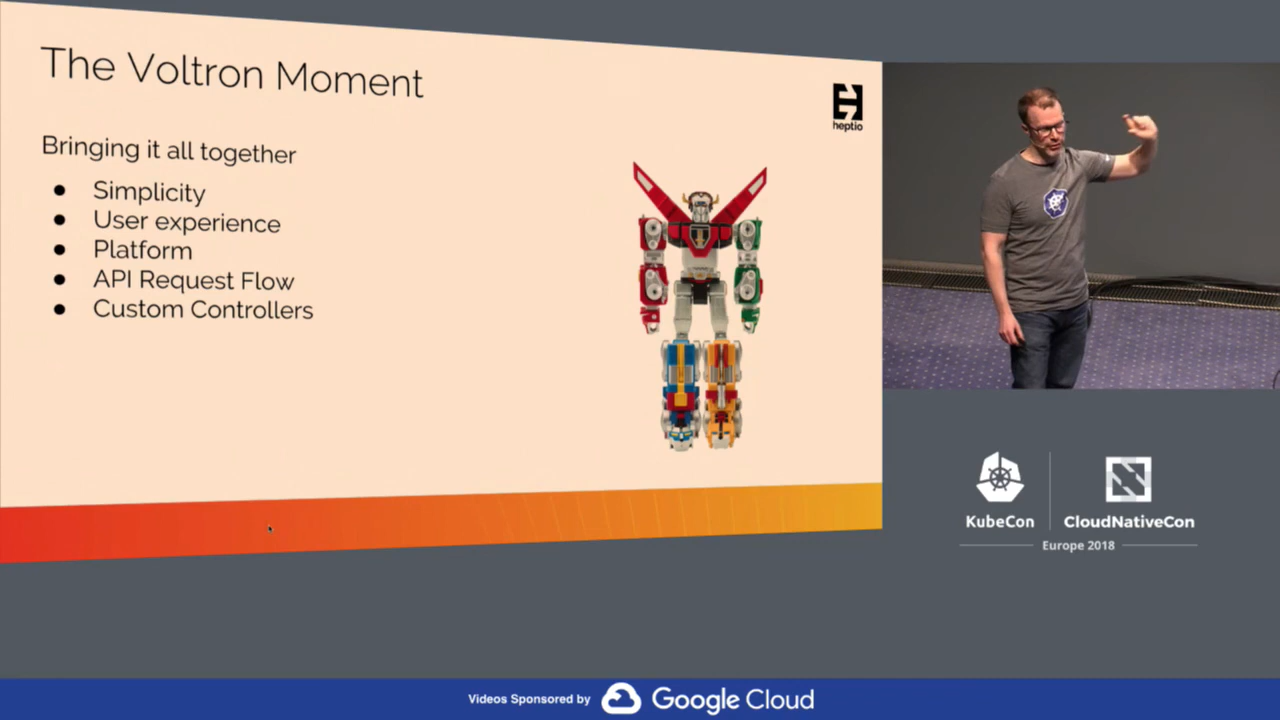 The Voltron Moment
heptio
Bringing it all together
● Simplicity
● User experience
● Platform
● API Request Flow
● Custom Controllers
KubeCon
CloudNativeCon
Europe 2018
Videos Sponsored by Google Cloud